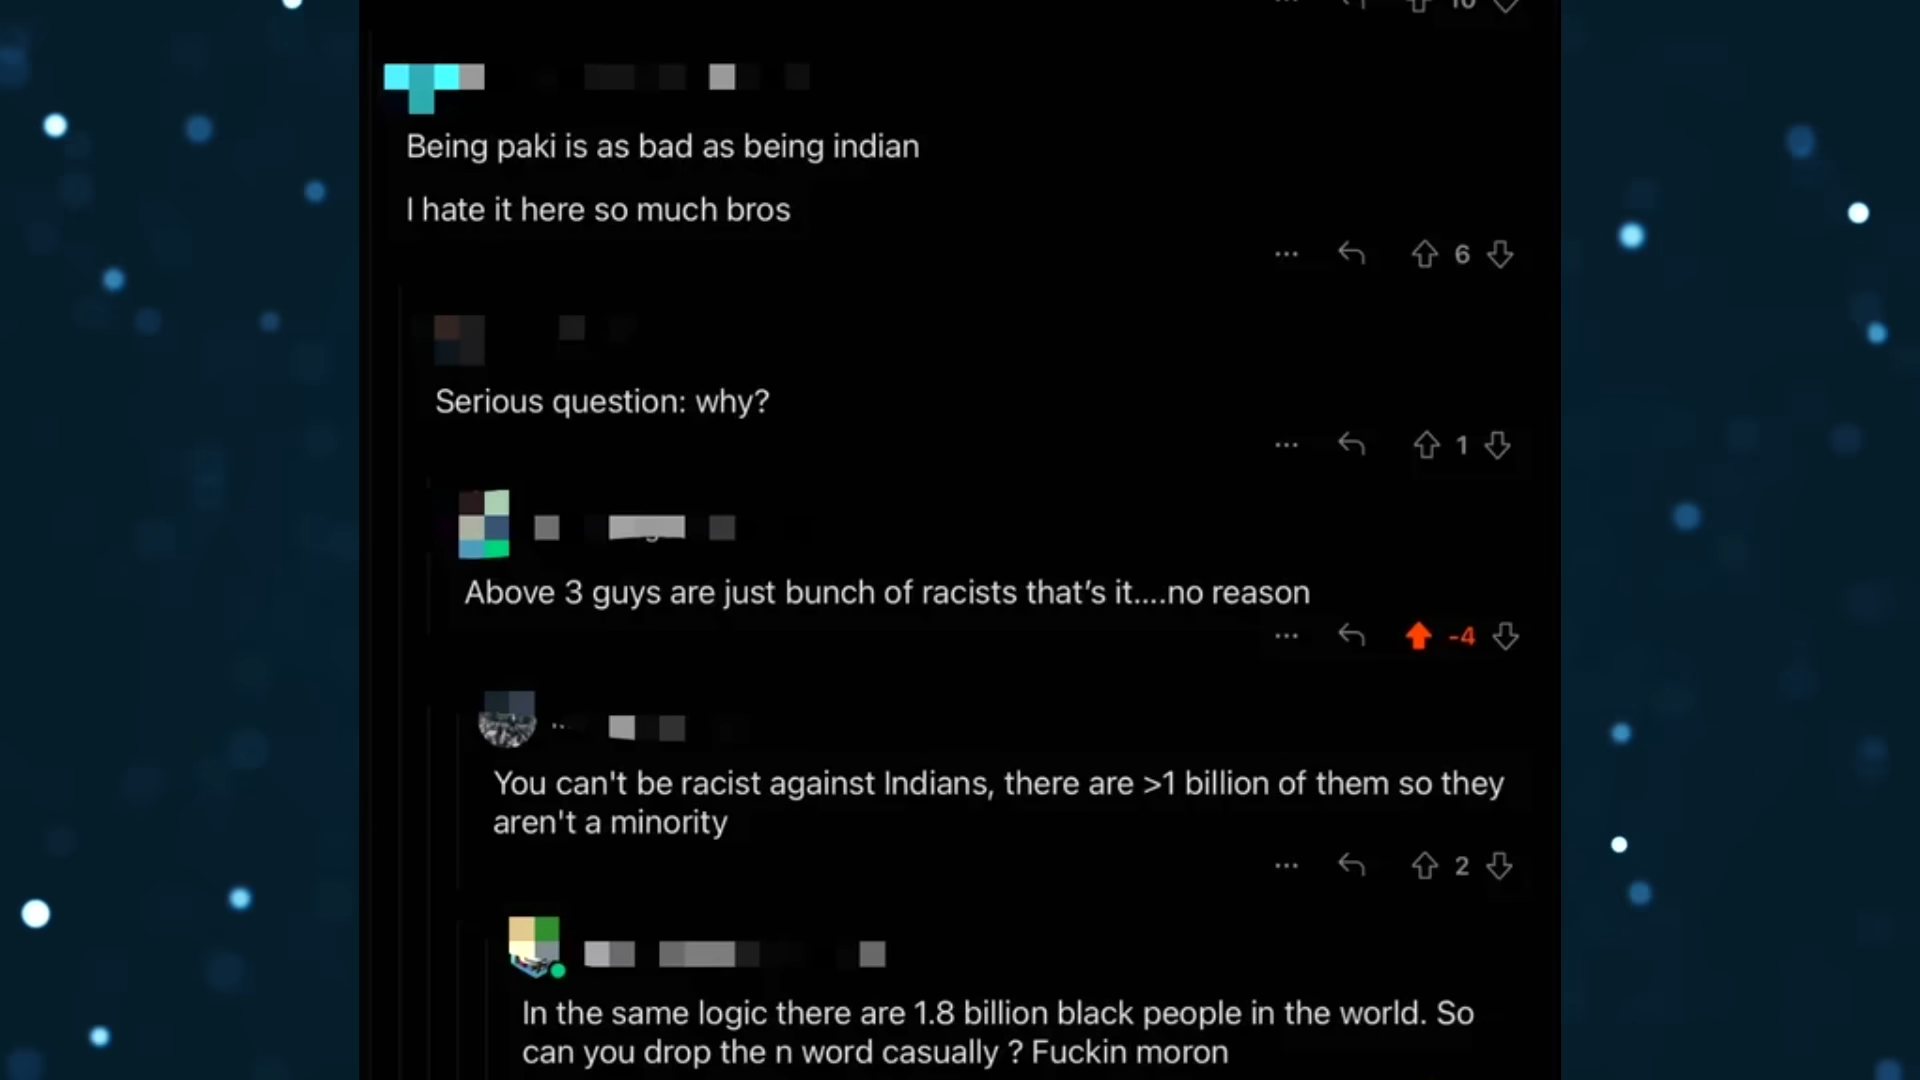 10
Being paki is as bad as being indian
I hate it here so much bros
6
Serious question: why?
1
Above 3 guys are just bunch of racists that’s it....no reason
-4
You can't be racist against Indians, there are >1 billion of them so they
aren't a minority
2
In the same logic there are 1.8 billion black people in the world. So
can you drop the n word casually ? Fuckin moron